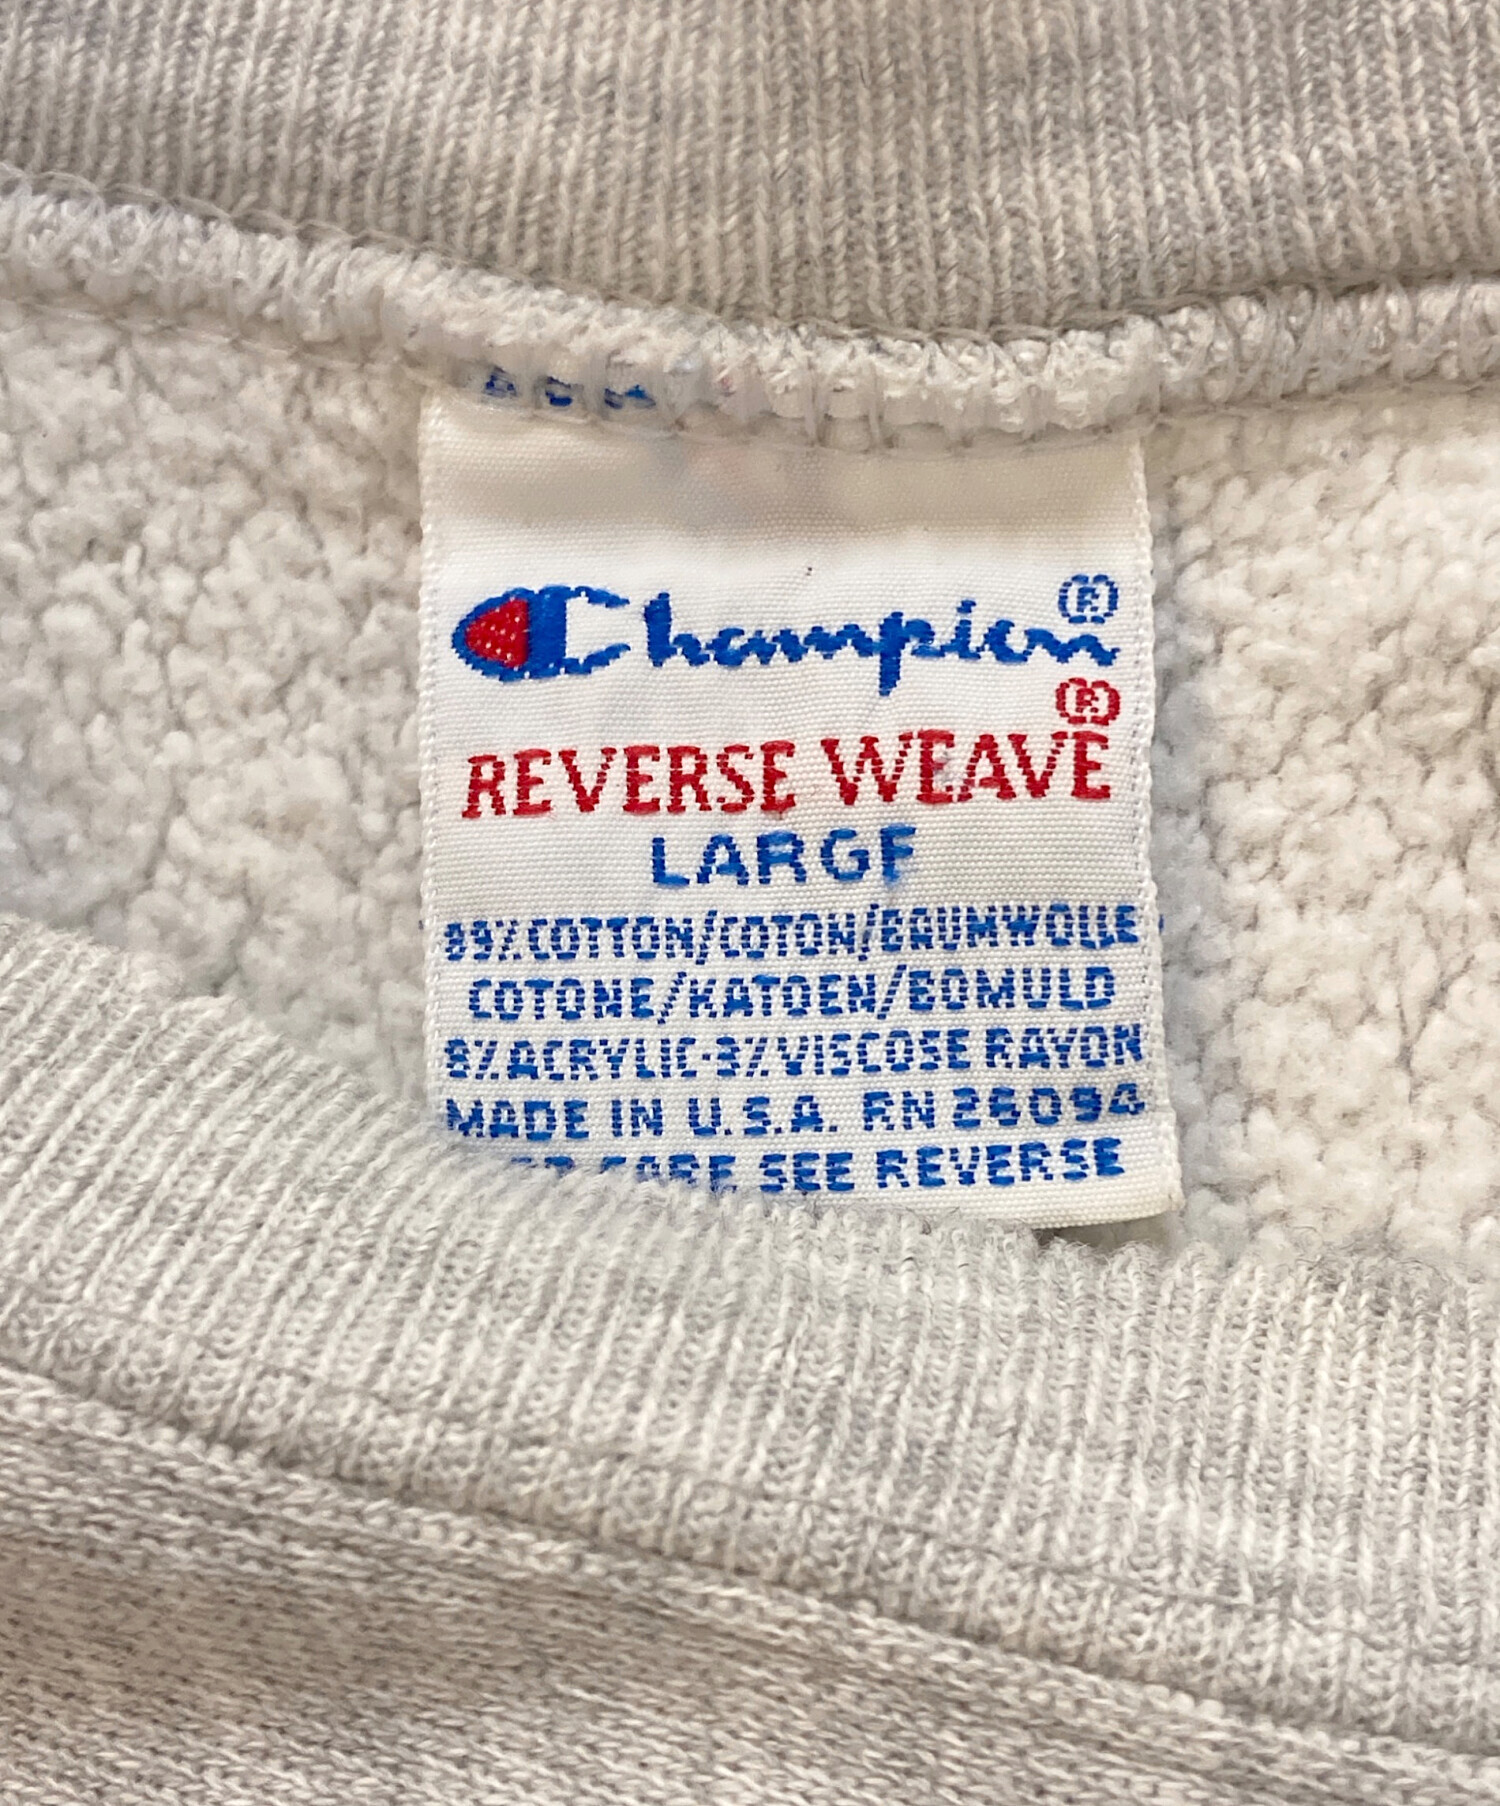 Champion®
REVERSE WEAVE®
LARGE
89% COTTON/COTON/BAUMWOLLE
COTONE/KATOEN/BOMULD
8% ACRYLIC·3% VISCOSE RAYON
MADE IN U.S.A. RN 26094
CARE SEE REVERSE